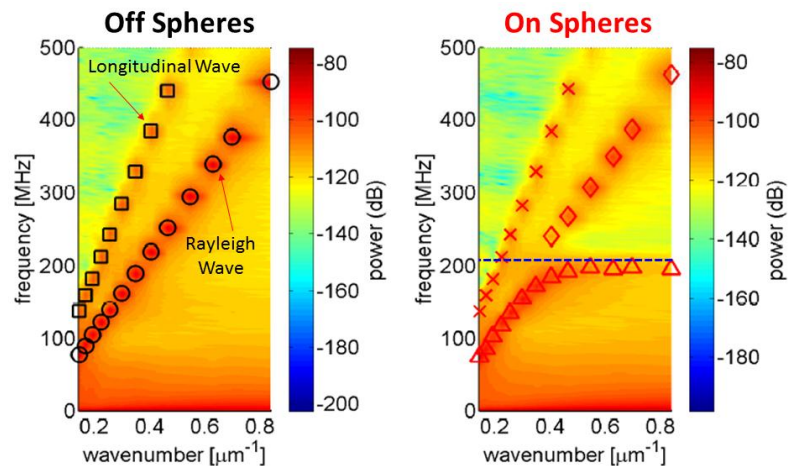 Off Spheres
On Spheres
500
400
300
200
100
0
frequency [MHz]
Longitudinal Wave
Rayleigh
Wave
0.2 0.4 0.6 0.8
wavenumber [μm⁻¹]
-80
-100
-120
-140
-160
-180
-200
power (dB)
500
400
300
200
100
0
frequency [MHz]
0.2 0.4 0.6 0.8
wavenumber [μm⁻¹]
-80
-100
-120
-140
-160
-180
power (dB)